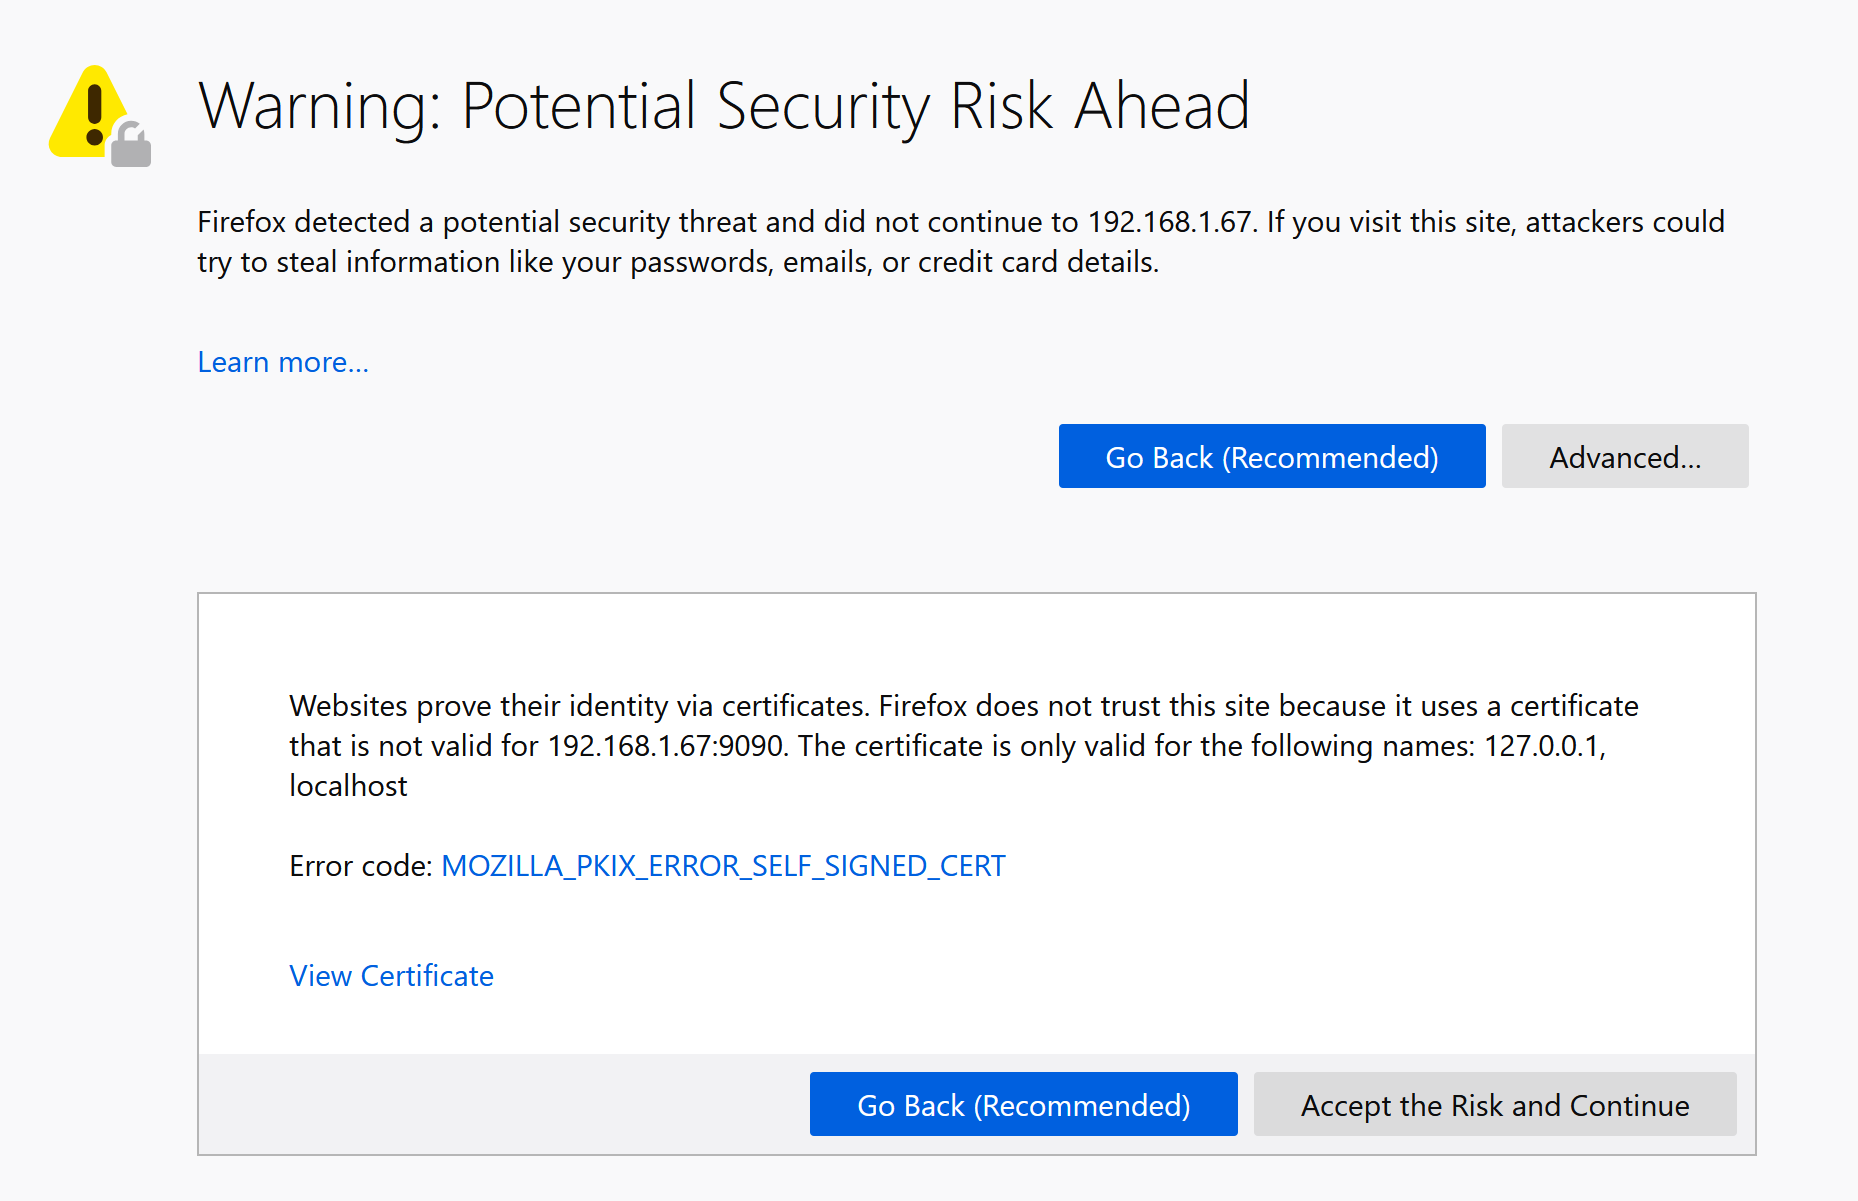 Warning: Potential Security Risk Ahead
Firefox detected a potential security threat and did not continue to 192.168.1.67. If you visit this site, attackers could
try to steal information like your passwords, emails, or credit card details.
Learn more...
Go Back (Recommended)
Advanced...
Websites prove their identity via certificates. Firefox does not trust this site because it uses a certificate
that is not valid for 192.168.1.67:9090. The certificate is only valid for the following names: 127.0.0.1,
localhost
Error code: MOZILLA_PKIX_ERROR_SELF_SIGNED_CERT
View Certificate
Go Back (Recommended)
Accept the Risk and Continue